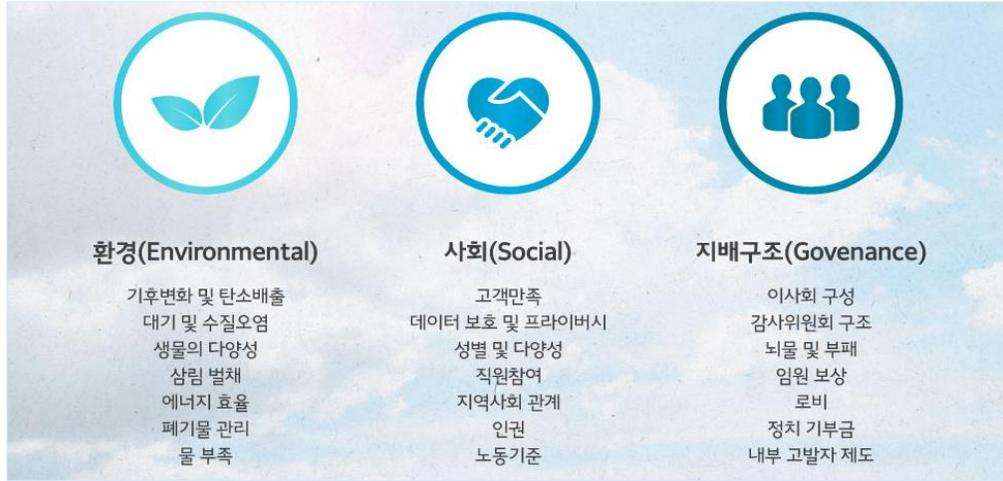 환경(Environmental)
기후변화 및 탄소배출
대기 및 수질오염
생물의 다양성
삼림 벌채
에너지 효율
폐기물 관리
물 부족
사회(Social)
고객만족
데이터 보호 및 프라이버시
성별 및 다양성
직원참여
지역사회 관계
인권
노동기준
지배구조(Govenance)
이사회 구성
감사위원회 구조
뇌물 및 부패
임원 보상
로비
정치 기부금
내부 고발자 제도